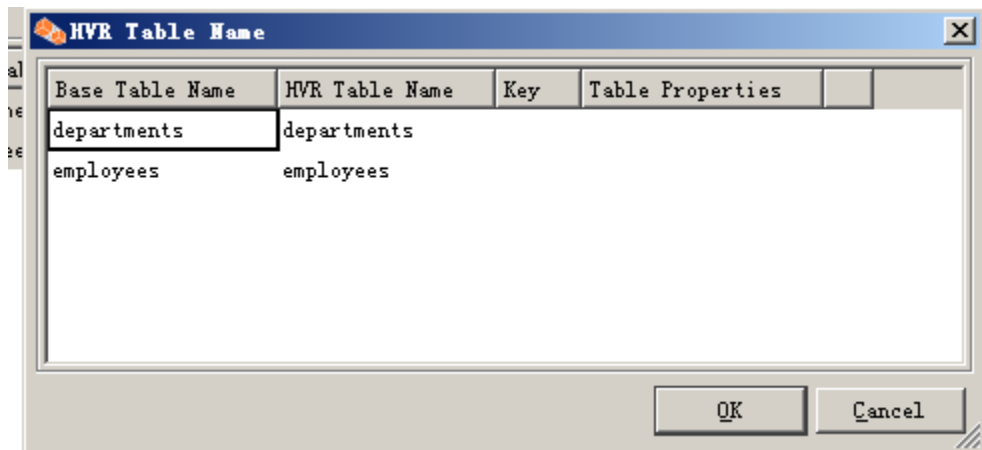 HVR Table Name
Base Table Name HVR Table Name Key Table Properties
departments departments
employees employees
OK Cancel